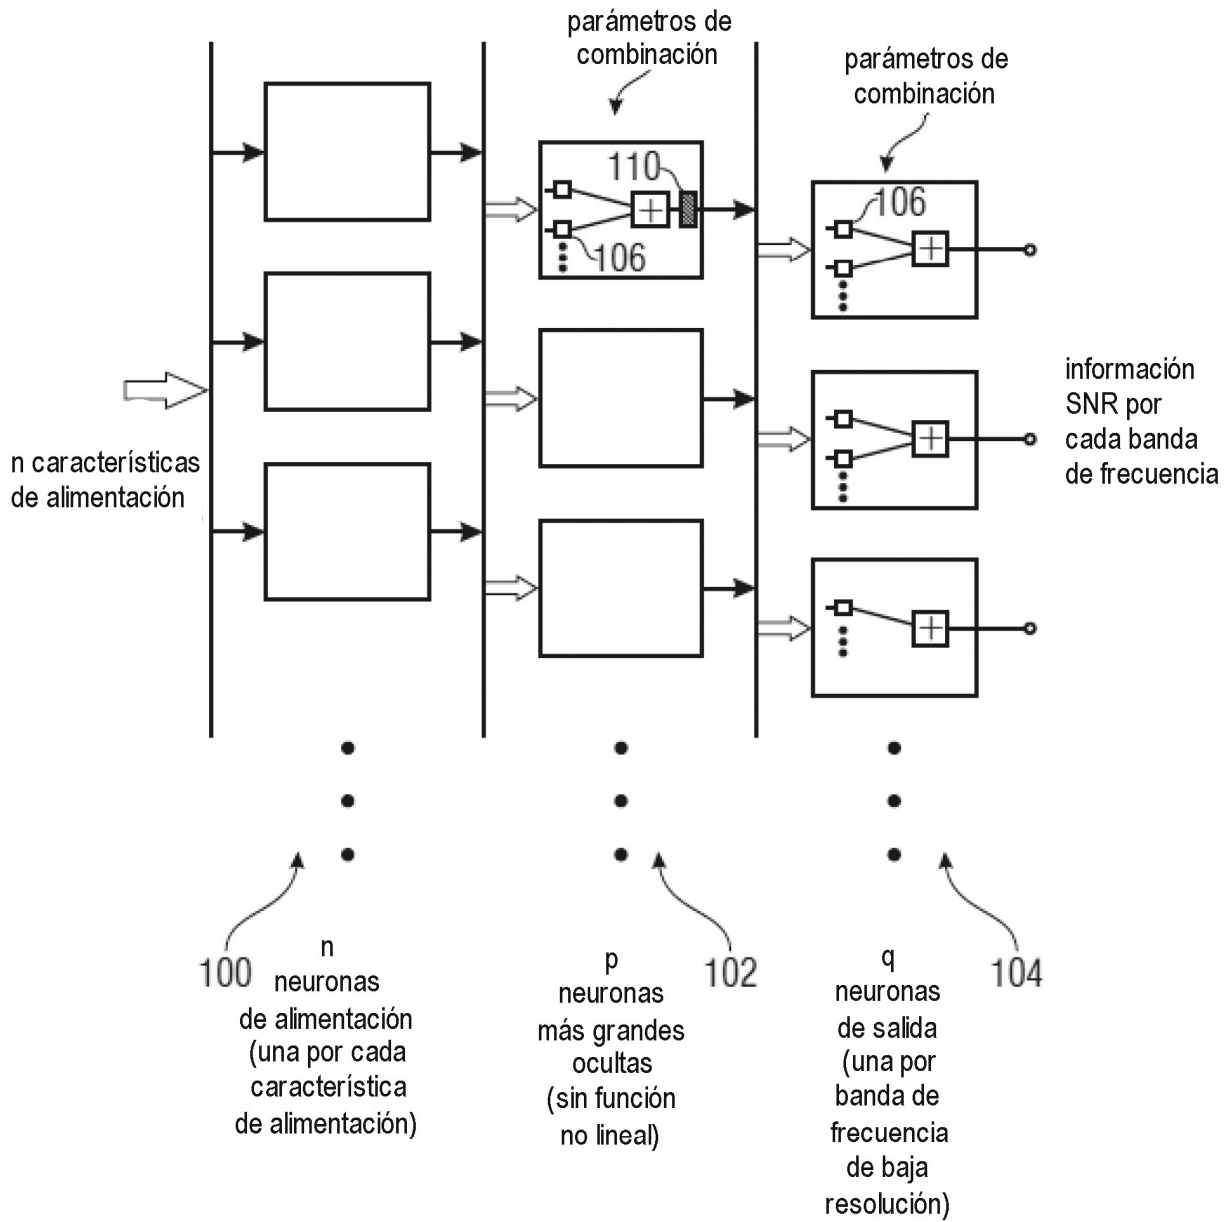 parámetros de
combinación
parámetros de
combinación
110
106
106
+
+
+
+
n características
de alimentación
información
SNR por
cada banda
de frecuencia
100
n
neuronas
de alimentación
(una por cada
característica
de alimentación)
p
neuronas
más grandes
ocultas
(sin función
no lineal)
102
q
neuronas
de salida
(una por
banda de
frecuencia
de baja
resolución)
104